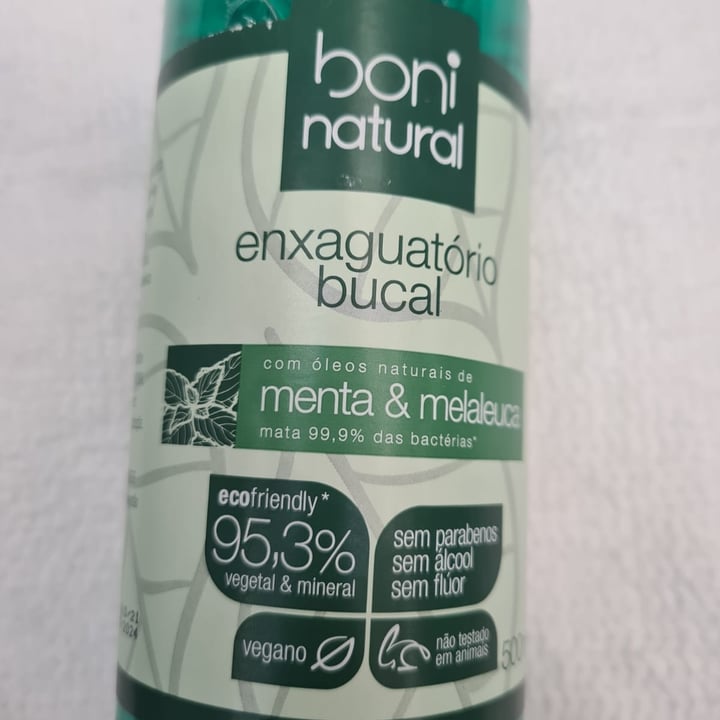 boni
natural
enxaguatório
bucal
com óleos naturais de
menta & melaleuca
mata 99,9% das bactérias*
ecofriendly*
95,3%
vegetal & mineral
sem parabenos
sem álcool
sem flúor
vegano
não testado
em animais